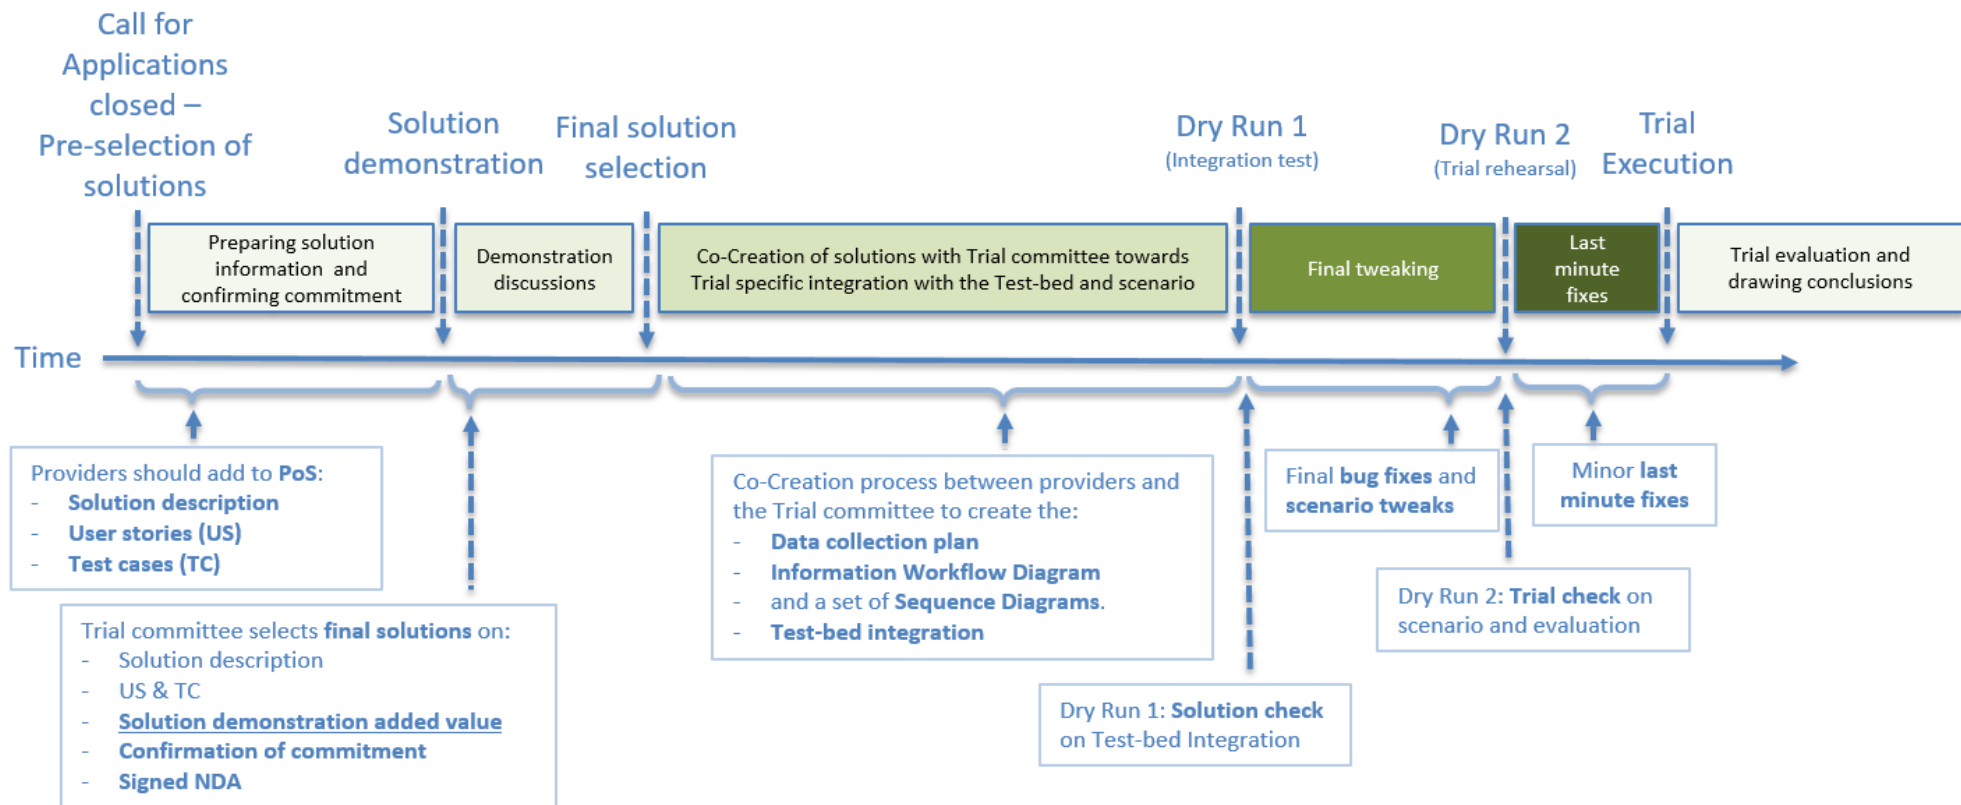 Call for
Applications
closed –
Pre-selection of
solutions
Solution
demonstration
Final solution
selection
Dry Run 1
(Integration test)
Dry Run 2
(Trial rehearsal)
Trial
Execution
Preparing solution
information and
confirming commitment
Demonstration
discussions
Co-Creation of solutions with Trial committee towards
Trial specific integration with the Test-bed and scenario
Final tweaking
Last
minute
fixes
Trial evaluation and
drawing conclusions
Time
Providers should add to PoS:
- Solution description
- User stories (US)
- Test cases (TC)
Trial committee selects final solutions on:
- Solution description
- US & TC
- Solution demonstration added value
- Confirmation of commitment
- Signed NDA
Co-Creation process between providers and
the Trial committee to create the:
- Data collection plan
- Information Workflow Diagram
- and a set of Sequence Diagrams.
- Test-bed integration
Dry Run 1: Solution check
on Test-bed Integration
Final bug fixes and
scenario tweaks
Dry Run 2: Trial check on
scenario and evaluation
Minor last
minute fixes